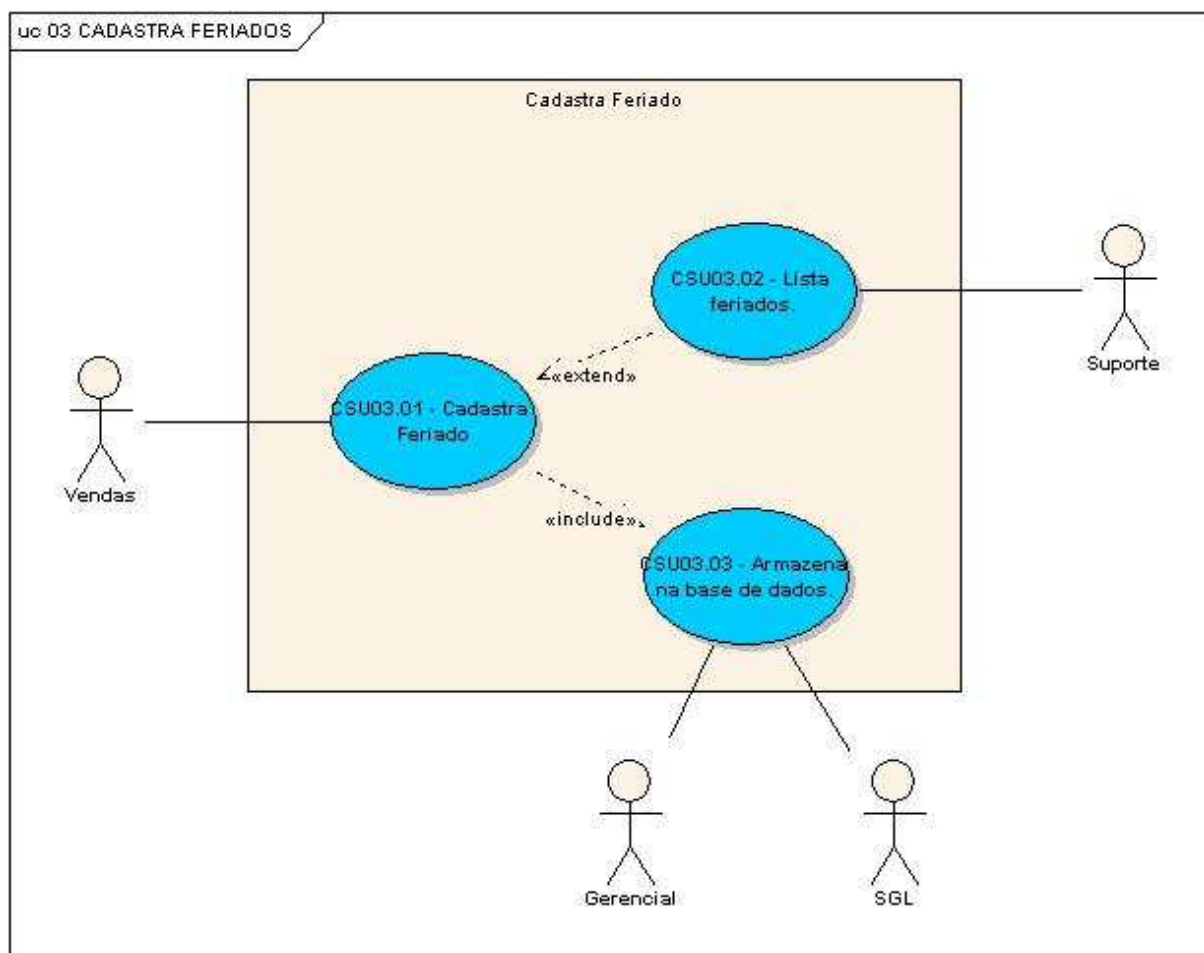 uc 03 CADASTRA FERIADOS
Cadastra Feriado
CSU03.02 - Lista
feriados.
Suporte
«extend»
CSU03.01 - Cadastra
Feriado
Vendas
«include»
CSU03.03 - Armazena
na base de dados.
Gerencial
SGL